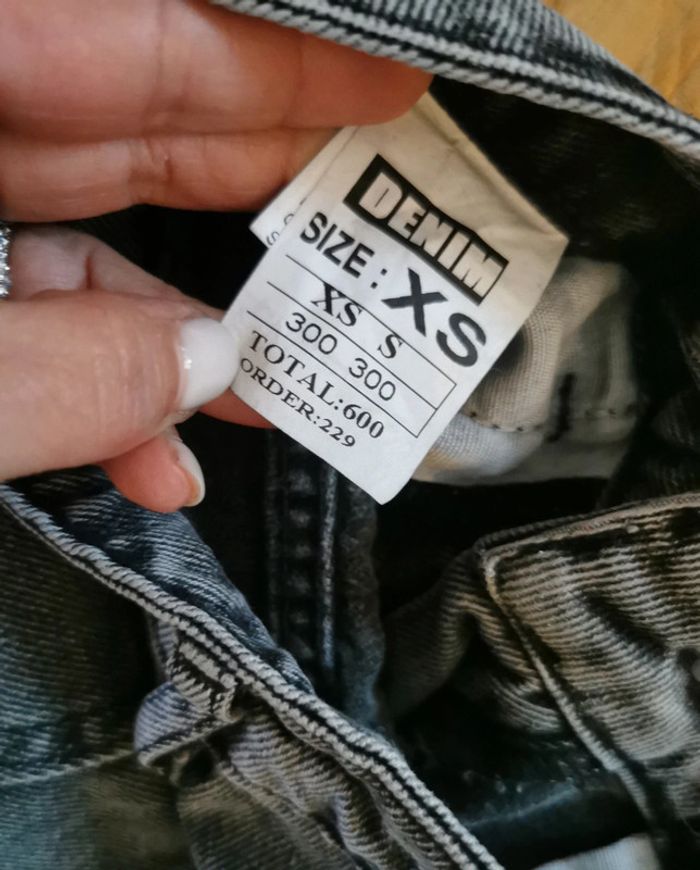 DENIM
SIZE : XS
XS S
300 300
TOTAL:600
ORDER:229